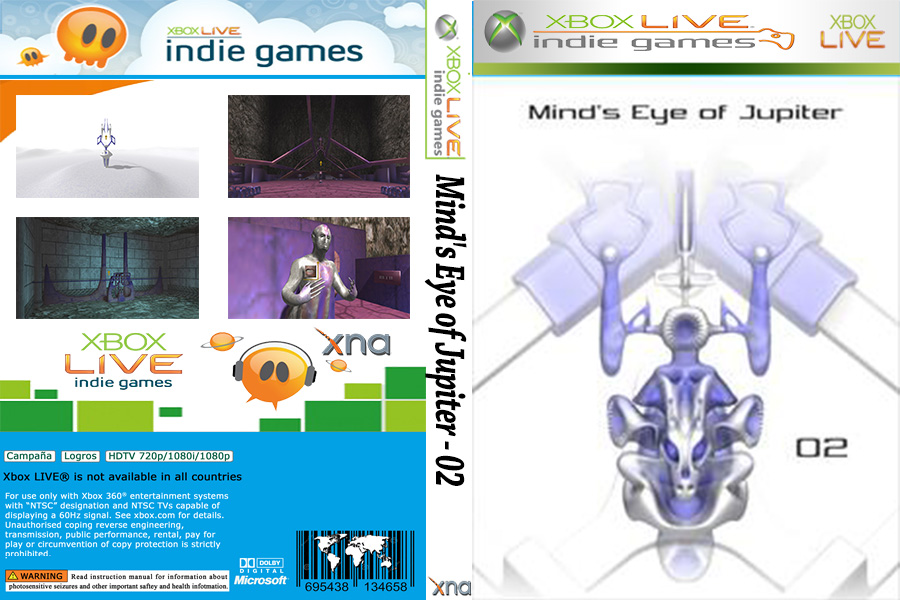 XBOX LIVE
indie games
XBOX LIVE
indie games
xna
Campaña Logros HDTV 720p/1080i/1080p
Xbox LIVE® is not available in all countries
For use only with Xbox 360® entertainment systems
with “NTSC” designation and NTSC TVs capable of
displaying a 60Hz signal. See xbox.com for details.
Unauthorised coping reverse engineering,
transmission, public performance, rental, pay for
play or circumvention of copy protection is strictly
prohibited.
WARNING Read instruction manual for information about
photosensitive seizures and other important saftey and health infotmation.
DOLBY
DIGITAL
Microsoft®
695438 134658
XBOX LIVE
indie games
Mind's Eye of Jupiter - 02
xna
XBOX LIVE
indie games
XBOX
LIVE
Mind's Eye of Jupiter
02